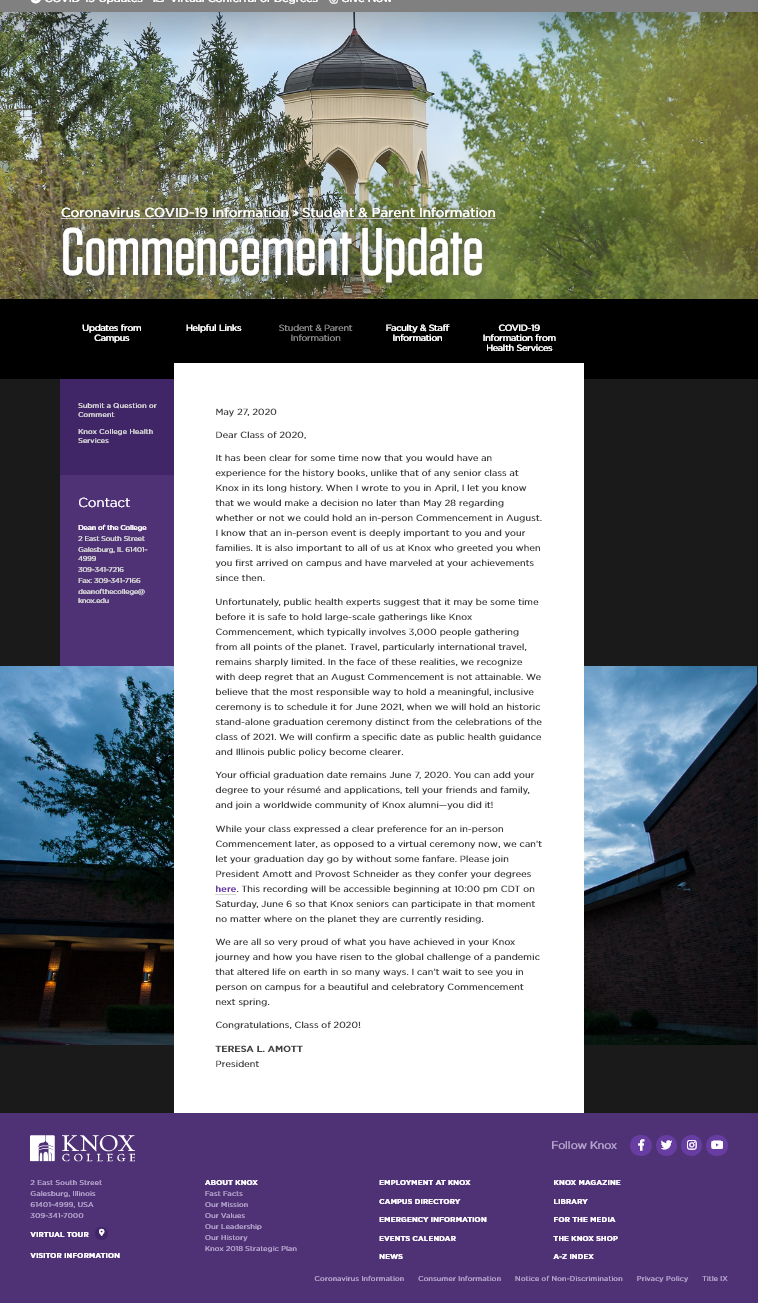 COVID-19 Updates Virtual Conferral of Degrees Give Now
Coronavirus COVID-19 Information > Student & Parent Information
Commencement Update
Updates from
Campus
Helpful Links
Student & Parent
Information
Faculty & Staff
Information
COVID-19
Information from
Health Services
Submit a Question or
Comment
Knox College Health
Services
Contact
Dean of the College
2 East South Street
Galesburg, IL 61401-
4999
309-341-7216
Fax: 309-341-7166
deanofthecollege@
knox.edu
May 27, 2020
Dear Class of 2020,
It has been clear for some time now that you would have an
experience for the history books, unlike that of any senior class at
Knox in its long history. When I wrote to you in April, I let you know
that we would make a decision no later than May 28 regarding
whether or not we could hold an in-person Commencement in August.
I know that an in-person event is deeply important to you and your
families. It is also important to all of us at Knox who greeted you when
you first arrived on campus and have marveled at your achievements
since then.
Unfortunately, public health experts suggest that it may be some time
before it is safe to hold large-scale gatherings like Knox
Commencement, which typically involves 3,000 people gathering
from all points of the planet. Travel, particularly international travel,
remains sharply limited. In the face of these realities, we recognize
with deep regret that an August Commencement is not attainable. We
believe that the most responsible way to hold a meaningful, inclusive
ceremony is to schedule it for June 2021, when we will hold an historic
stand-alone graduation ceremony distinct from the celebrations of the
class of 2021. We will confirm a specific date as public health guidance
and Illinois public policy become clearer.
Your official graduation date remains June 7, 2020. You can add your
degree to your résumé and applications, tell your friends and family,
and join a worldwide community of Knox alumni—you did it!
While your class expressed a clear preference for an in-person
Commencement later, as opposed to a virtual ceremony now, we can't
let your graduation day go by without some fanfare. Please join
President Amott and Provost Schneider as they confer your degrees
here. This recording will be accessible beginning at 10:00 pm CDT on
Saturday, June 6 so that Knox seniors can participate in that moment
no matter where on the planet they are currently residing.
We are all so very proud of what you have achieved in your Knox
journey and how you have risen to the global challenge of a pandemic
that altered life on earth in so many ways. I can't wait to see you in
person on campus for a beautiful and celebratory Commencement
next spring.
Congratulations, Class of 2020!
TERESA L. AMOTT
President
KNOX
COLLEGE
Follow Knox
2 East South Street
Galesburg, Illinois
61401-4999, USA
309-341-7000
VIRTUAL TOUR
VISITOR INFORMATION
ABOUT KNOX
Fast Facts
Our Mission
Our Values
Our Leadership
Our History
Knox 2018 Strategic Plan
EMPLOYMENT AT KNOX
CAMPUS DIRECTORY
EMERGENCY INFORMATION
EVENTS CALENDAR
NEWS
KNOX MAGAZINE
LIBRARY
FOR THE MEDIA
THE KNOX SHOP
A-Z INDEX
Coronavirus Information Consumer Information Notice of Non-Discrimination Privacy Policy Title IX